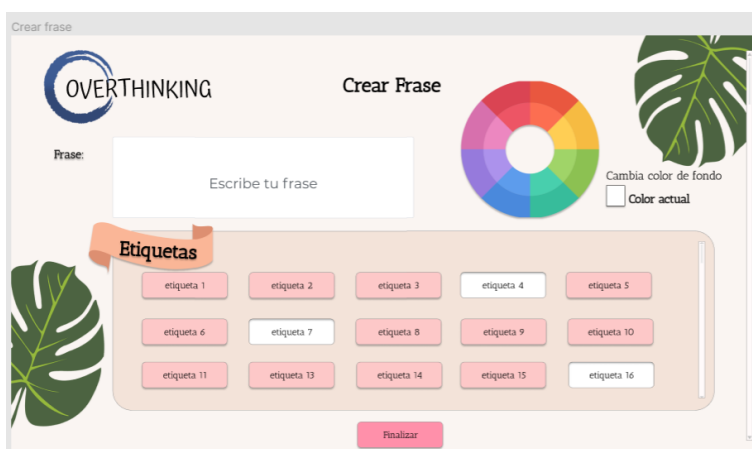 Crear frase
OVERTHINKING
Crear Frase
Frase:
Escribe tu frase
Cambia color de fondo
Color actual
Etiquetas
etiqueta 1
etiqueta 2
etiqueta 3
etiqueta 4
etiqueta 5
etiqueta 6
etiqueta 7
etiqueta 8
etiqueta 9
etiqueta 10
etiqueta 11
etiqueta 13
etiqueta 14
etiqueta 15
etiqueta 16
Finalizar